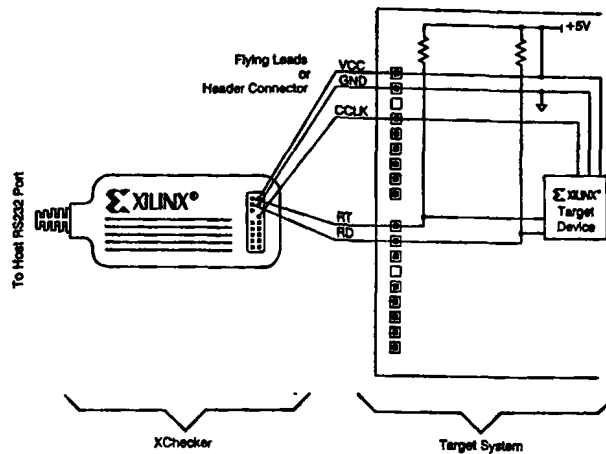 +5V
Flying Leads
or
Header Connector
VCC
GND
CCLK
To Host RS232 Port
XILINX®
RT
RD
XILINX®
Target
Device
XChecker
Target System